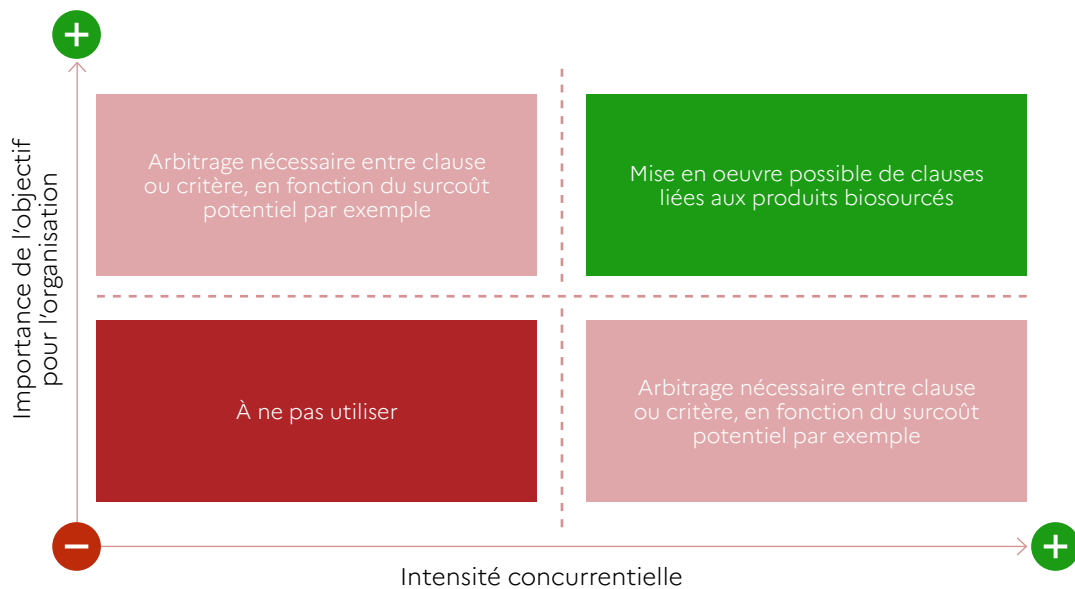 +
Importance de l'objectif
pour l'organisation
Arbitrage nécessaire entre clause
ou critère, en fonction du surcoût
potentiel par exemple
Mise en oeuvre possible de clauses
liées aux produits biosourcés
À ne pas utiliser
Arbitrage nécessaire entre clause
ou critère, en fonction du surcoût
potentiel par exemple
−
+
Intensité concurrentielle